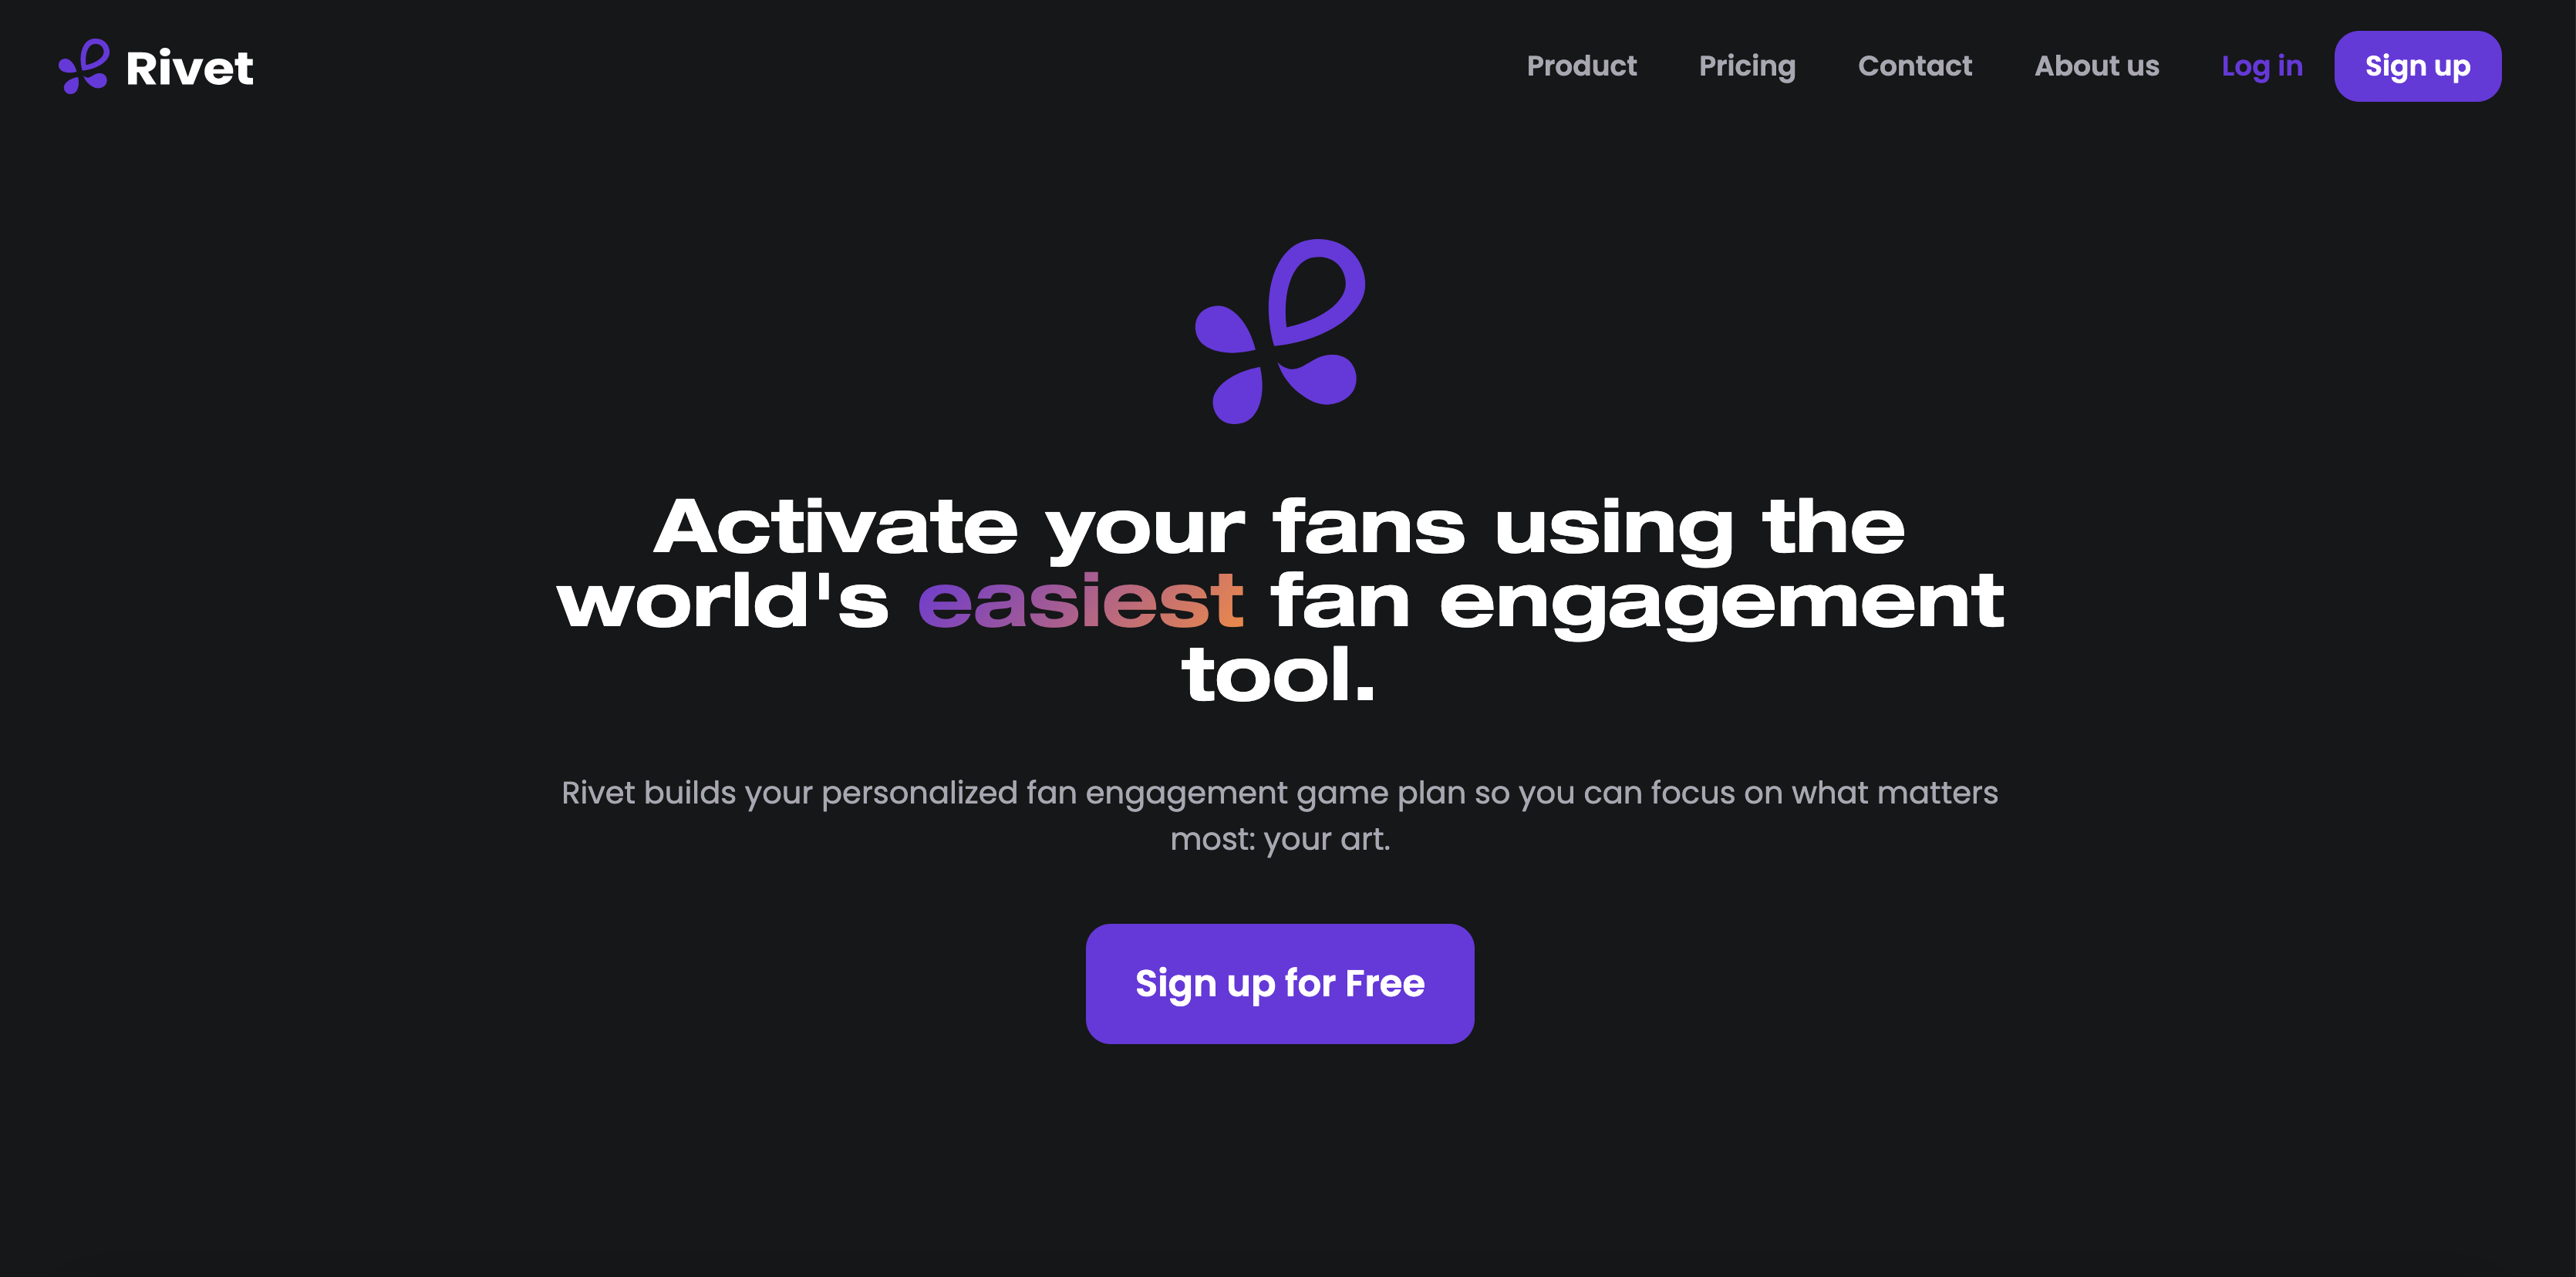 Rivet
Product
Pricing
Contact
About us
Log in
Sign up
Activate your fans using the
world's easiest fan engagement
tool.
Rivet builds your personalized fan engagement game plan so you can focus on what matters
most: your art.
Sign up for Free